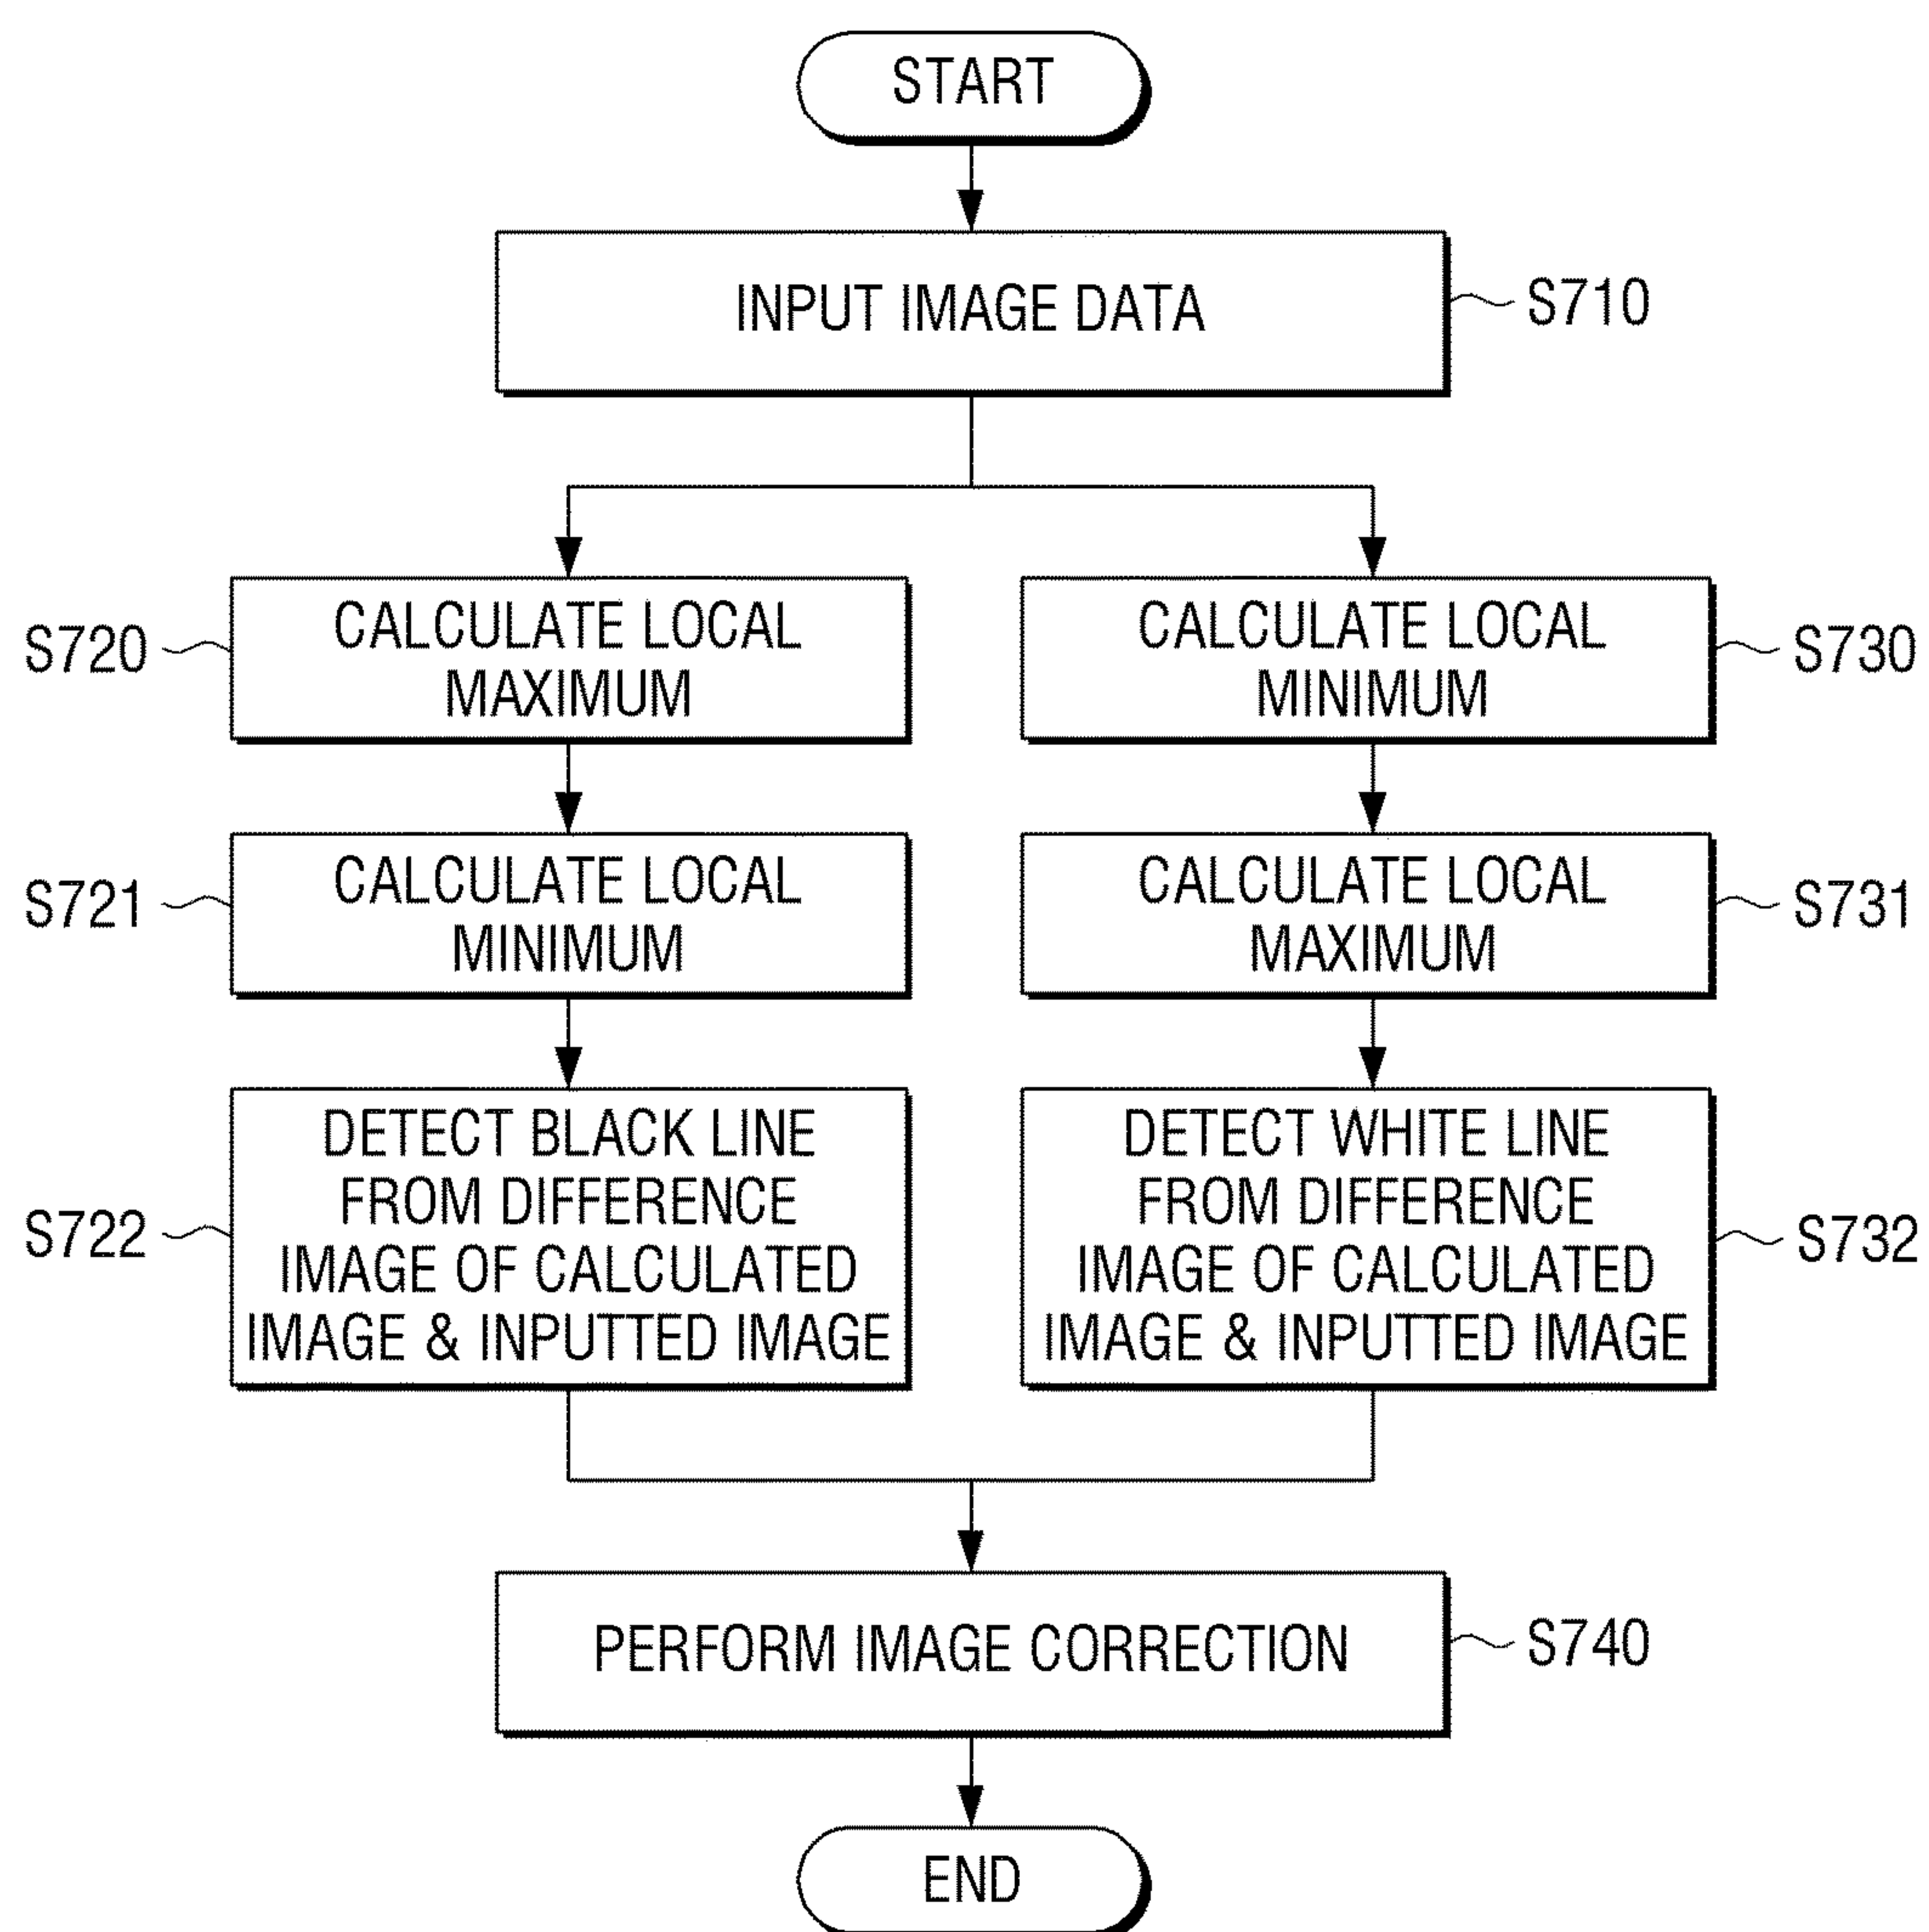 START
INPUT IMAGE DATA
S710
S720
CALCULATE LOCAL
MAXIMUM
CALCULATE LOCAL
MINIMUM
S730
S721
CALCULATE LOCAL
MINIMUM
CALCULATE LOCAL
MAXIMUM
S731
S722
DETECT BLACK LINE
FROM DIFFERENCE
IMAGE OF CALCULATED
IMAGE & INPUTTED IMAGE
DETECT WHITE LINE
FROM DIFFERENCE
IMAGE OF CALCULATED
IMAGE & INPUTTED IMAGE
S732
PERFORM IMAGE CORRECTION
S740
END